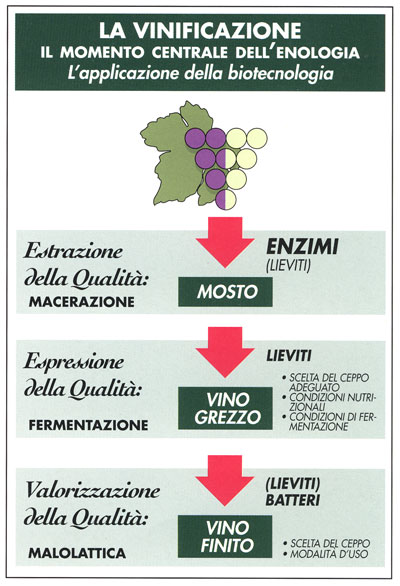 LA VINIFICAZIONE
IL MOMENTO CENTRALE DELL'ENOLOGIA
L'applicazione della biotecnologia
Estrazione
della Qualità:
MACERAZIONE
ENZIMI
(LIEVITI)
MOSTO
Espressione
della Qualità:
FERMENTAZIONE
LIEVITI
VINO
GREZZO
• SCELTA DEL CEPPO
ADEGUATO
• CONDIZIONI NUTRI-
ZIONALI
• CONDIZIONI DI FER-
MENTAZIONE
Valorizzazione
della Qualità:
MALOLATTICA
(LIEVITI)
BATTERI
VINO
FINITO
• SCELTA DEL CEPPO
• MODALITA D'USO